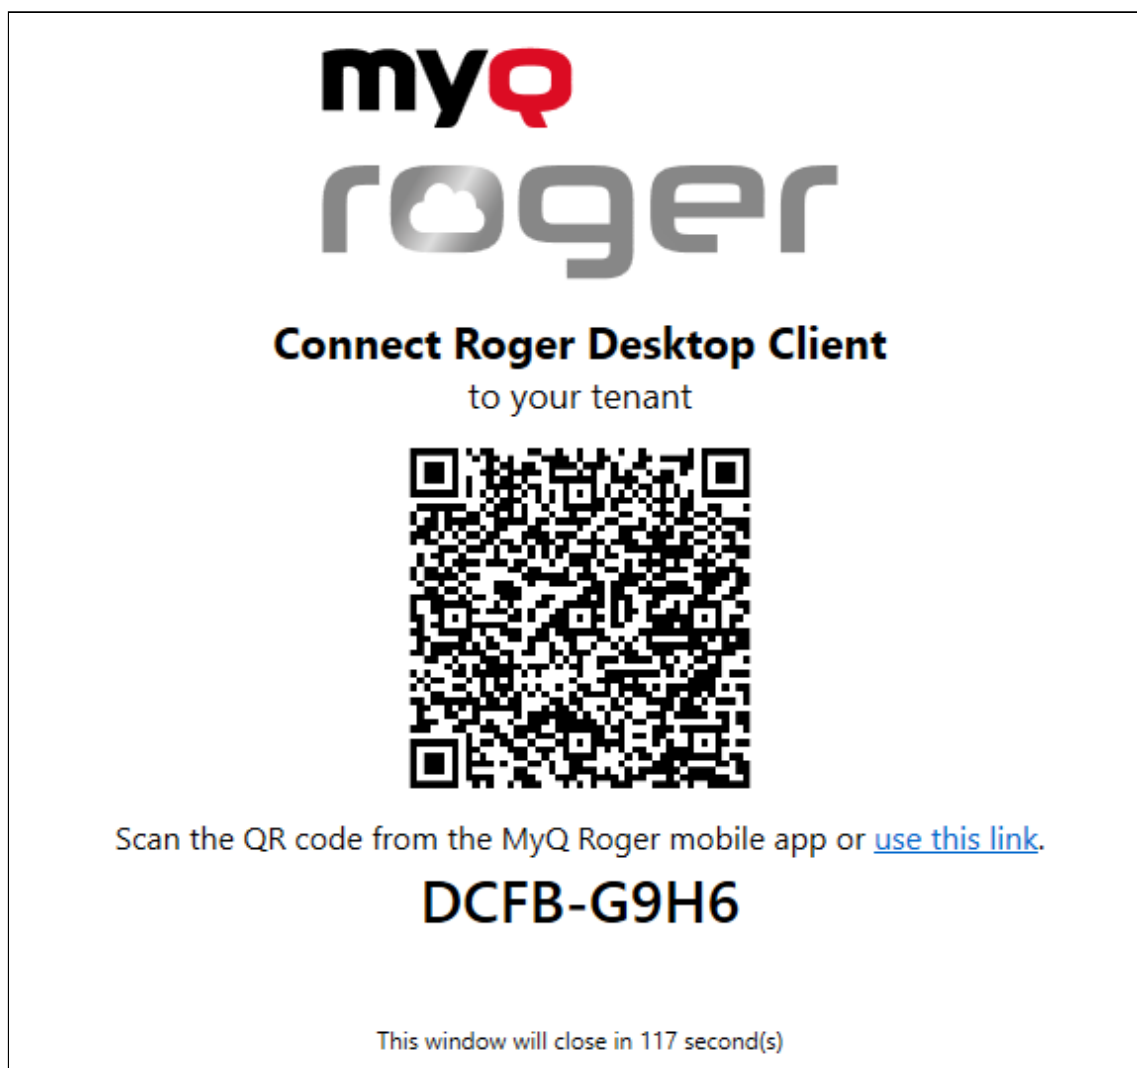 myQ
roger
Connect Roger Desktop Client
to your tenant
Scan the QR code from the MyQ Roger mobile app or use this link.
DCFB-G9H6
This window will close in 117 second(s)